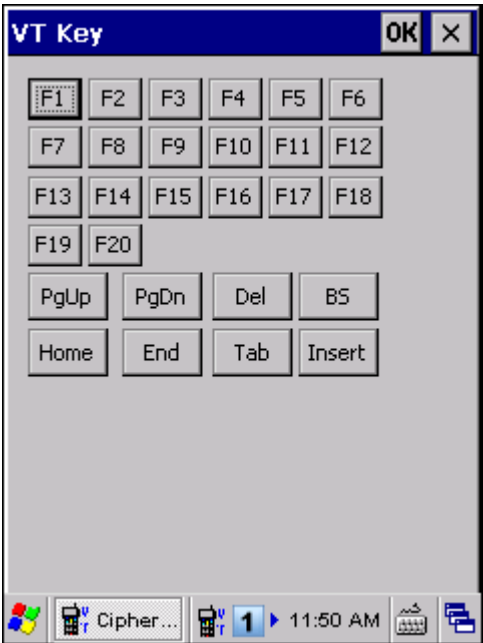 VT Key OK ×
F1 F2 F3 F4 F5 F6
F7 F8 F9 F10 F11 F12
F13 F14 F15 F16 F17 F18
F19 F20
PgUp PgDn Del BS
Home End Tab Insert
Cipher... 1 11:50 AM